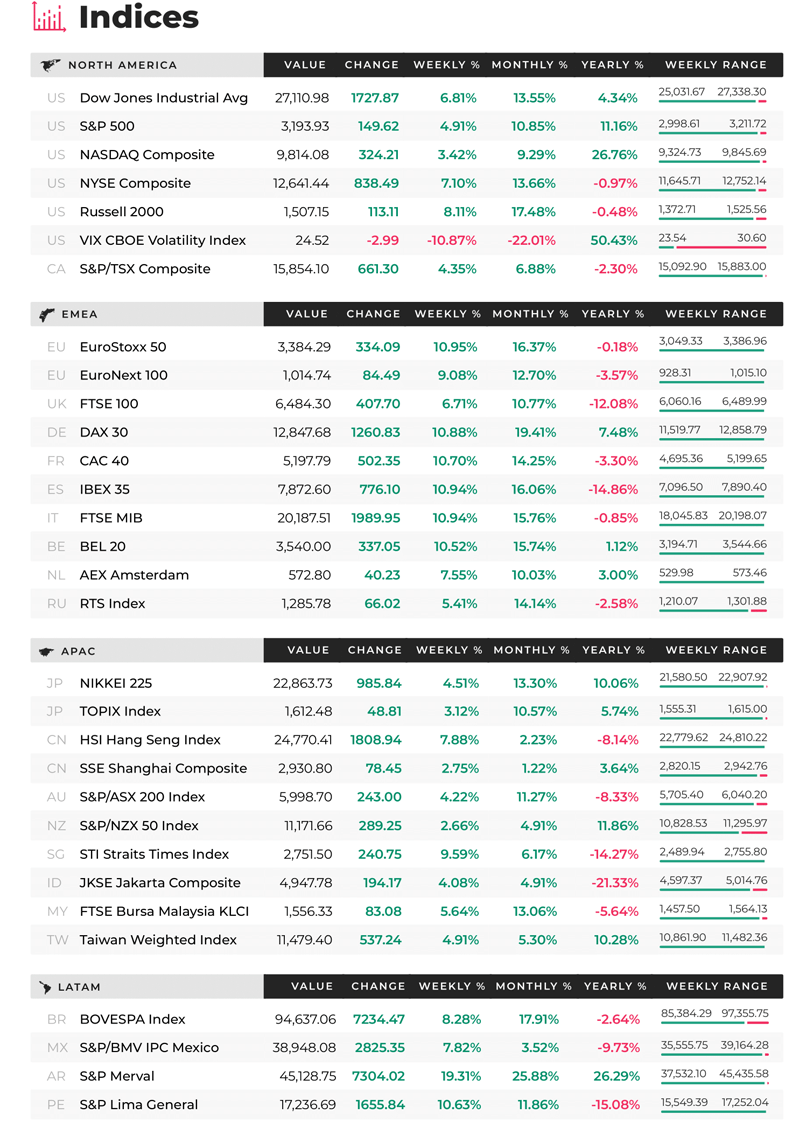 Indices
NORTH AMERICA VALUE CHANGE WEEKLY % MONTHLY % YEARLY % WEEKLY RANGE
US Dow Jones Industrial Avg 27,110.98 1727.87 6.81% 13.55% 4.34% 25,031.67 27,338.30
US S&P 500 3,193.93 149.62 4.91% 10.85% 11.16% 2,998.61 3,211.72
US NASDAQ Composite 9,814.08 324.21 3.42% 9.29% 26.76% 9,324.73 9,845.69
US NYSE Composite 12,641.44 838.49 7.10% 13.66% -0.97% 11,645.71 12,752.14
US Russell 2000 1,507.15 113.11 8.11% 17.48% -0.48% 1,372.71 1,525.56
US VIX CBOE Volatility Index 24.52 -2.99 -10.87% -22.01% 50.43% 23.54 30.60
CA S&P/TSX Composite 15,854.10 661.30 4.35% 6.88% -2.30% 15,092.90 15,883.00
EMEA VALUE CHANGE WEEKLY % MONTHLY % YEARLY % WEEKLY RANGE
EU EuroStoxx 50 3,384.29 334.09 10.95% 16.37% -0.18% 3,049.33 3,386.96
EU EuroNext 100 1,014.74 84.49 9.08% 12.70% -3.57% 928.31 1,015.10
UK FTSE 100 6,484.30 407.70 6.71% 10.77% -12.08% 6,060.16 6,489.99
DE DAX 30 12,847.68 1260.83 10.88% 19.41% 7.48% 11,519.77 12,858.79
FR CAC 40 5,197.79 502.35 10.70% 14.25% -3.30% 4,695.36 5,199.65
ES IBEX 35 7,872.60 776.10 10.94% 16.06% -14.86% 7,096.50 7,890.40
IT FTSE MIB 20,187.51 1989.95 10.94% 15.76% -0.85% 18,045.83 20,198.07
BE BEL 20 3,540.00 337.05 10.52% 15.74% 1.12% 3,194.71 3,544.66
NL AEX Amsterdam 572.80 40.23 7.55% 10.03% 3.00% 529.98 573.46
RU RTS Index 1,285.78 66.02 5.41% 14.14% -2.58% 1,210.07 1,301.88
APAC VALUE CHANGE WEEKLY % MONTHLY % YEARLY % WEEKLY RANGE
JP NIKKEI 225 22,863.73 985.84 4.51% 13.30% 10.06% 21,580.50 22,907.92
JP TOPIX Index 1,612.48 48.81 3.12% 10.57% 5.74% 1,555.31 1,615.00
CN HSI Hang Seng Index 24,770.41 1808.94 7.88% 2.23% -8.14% 22,779.62 24,810.22
CN SSE Shanghai Composite 2,930.80 78.45 2.75% 1.22% 3.64% 2,820.15 2,942.76
AU S&P/ASX 200 Index 5,998.70 243.00 4.22% 11.27% -8.33% 5,705.40 6,040.20
NZ S&P/NZX 50 Index 11,171.66 289.25 2.66% 4.91% 11.86% 10,828.53 11,295.97
SG STI Straits Times Index 2,751.50 240.75 9.59% 6.17% -14.27% 2,489.94 2,755.80
ID JKSE Jakarta Composite 4,947.78 194.17 4.08% 4.91% -21.33% 4,597.37 5,014.76
MY FTSE Bursa Malaysia KLCI 1,556.33 83.08 5.64% 13.06% -5.64% 1,457.50 1,564.13
TW Taiwan Weighted Index 11,479.40 537.24 4.91% 5.30% 10.28% 10,861.90 11,482.36
LATAM VALUE CHANGE WEEKLY % MONTHLY % YEARLY % WEEKLY RANGE
BR BOVESPA Index 94,637.06 7234.47 8.28% 17.91% -2.64% 85,384.29 97,355.75
MX S&P/BMV IPC Mexico 38,948.08 2825.35 7.82% 3.52% -9.73% 35,555.75 39,164.28
AR S&P Merval 45,128.75 7304.02 19.31% 25.88% 26.29% 37,532.10 45,435.58
PE S&P Lima General 17,236.69 1655.84 10.63% 11.86% -15.08% 15,549.39 17,252.04